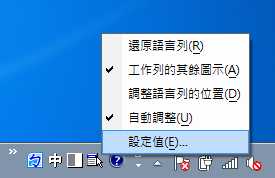 還原語言列(R)
工作列的其餘圖示(A)
調整語言列的位置(D)
自動調整(U)
設定值(E)...
中